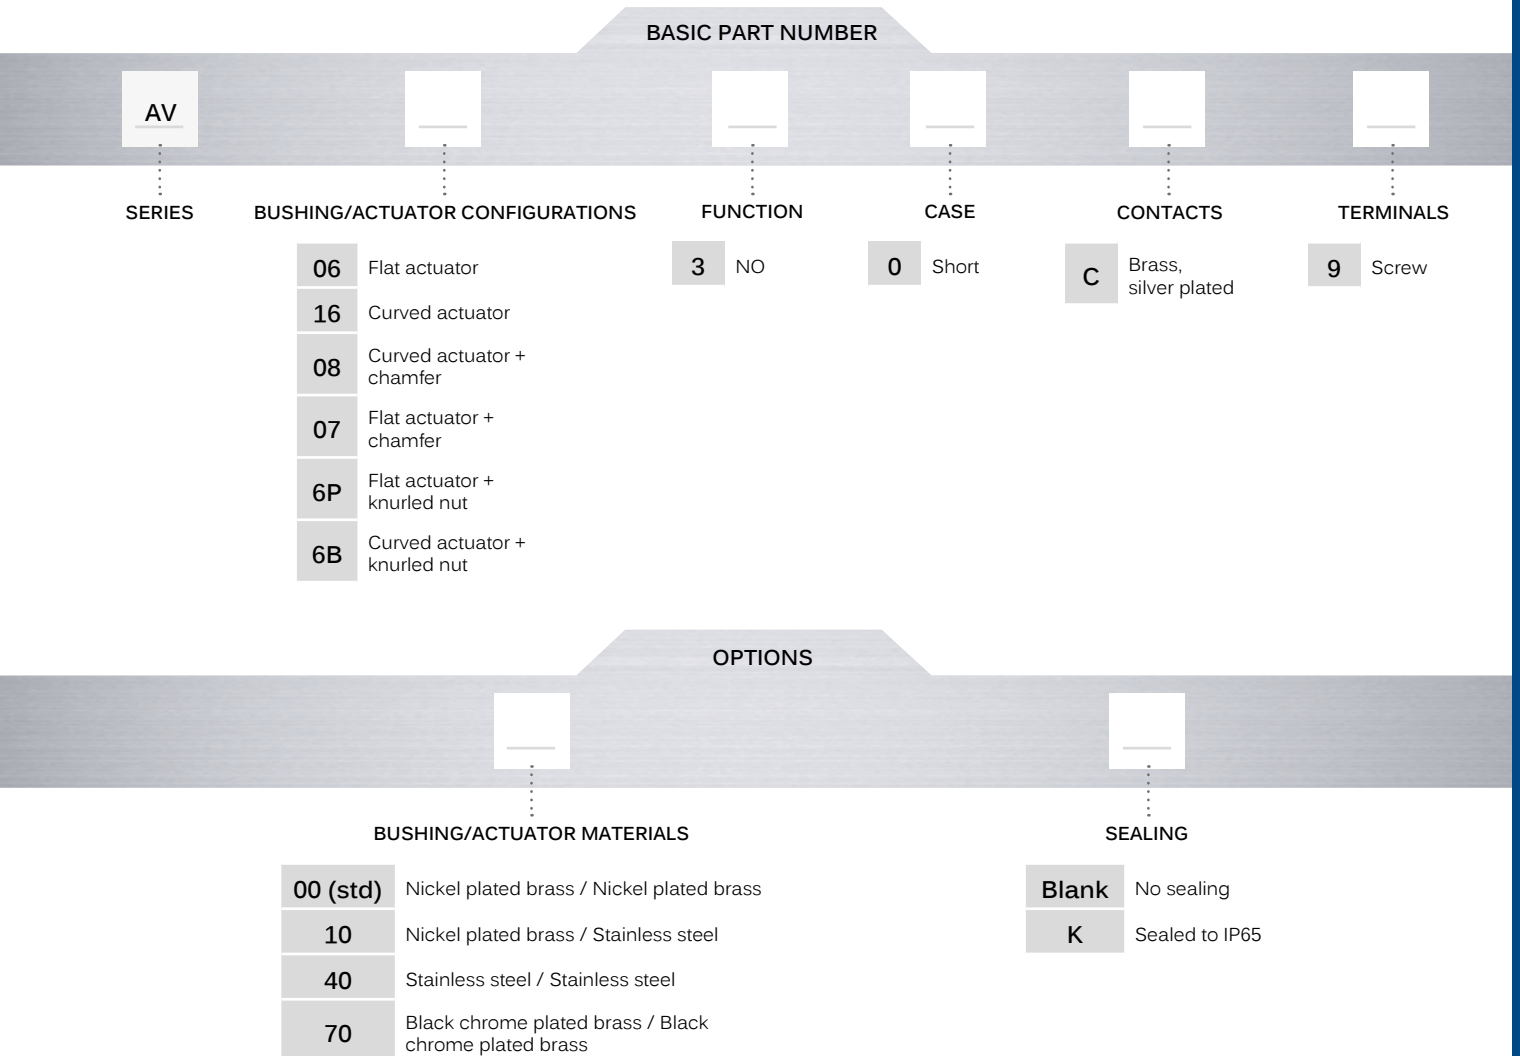 BASIC PART NUMBER
AV
SERIES
BUSHING/ACTUATOR CONFIGURATIONS
06 Flat actuator
16 Curved actuator
08 Curved actuator +
chamfer
07 Flat actuator +
chamfer
6P Flat actuator +
knurled nut
6B Curved actuator +
knurled nut
FUNCTION
3 NO
CASE
0 Short
CONTACTS
C Brass,
silver plated
TERMINALS
9 Screw
OPTIONS
BUSHING/ACTUATOR MATERIALS
00 (std) Nickel plated brass / Nickel plated brass
10 Nickel plated brass / Stainless steel
40 Stainless steel / Stainless steel
70 Black chrome plated brass / Black
chrome plated brass
SEALING
Blank No sealing
K Sealed to IP65